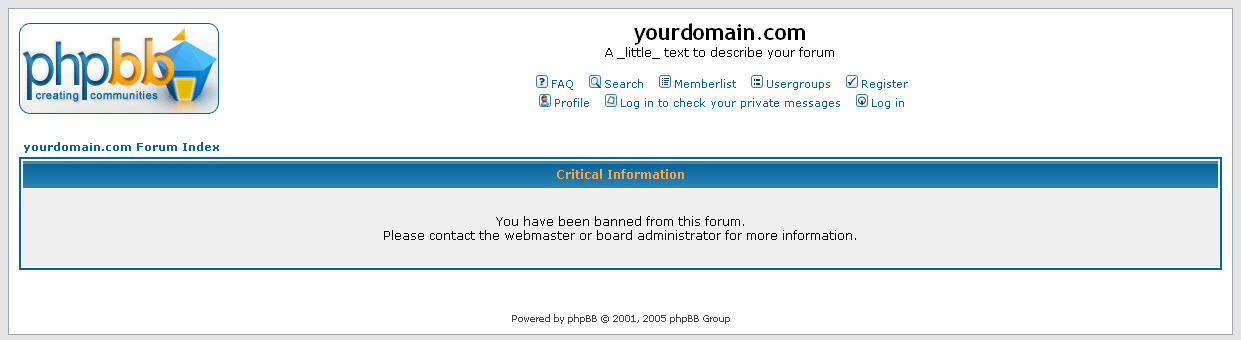 phpBB
creating communities
yourdomain.com
A _little_ text to describe your forum
FAQ Search Memberlist Usergroups Register
Profile Log in to check your private messages Log in
yourdomain.com Forum Index
Critical Information
You have been banned from this forum.
Please contact the webmaster or board administrator for more information.
Powered by phpBB © 2001, 2005 phpBB Group